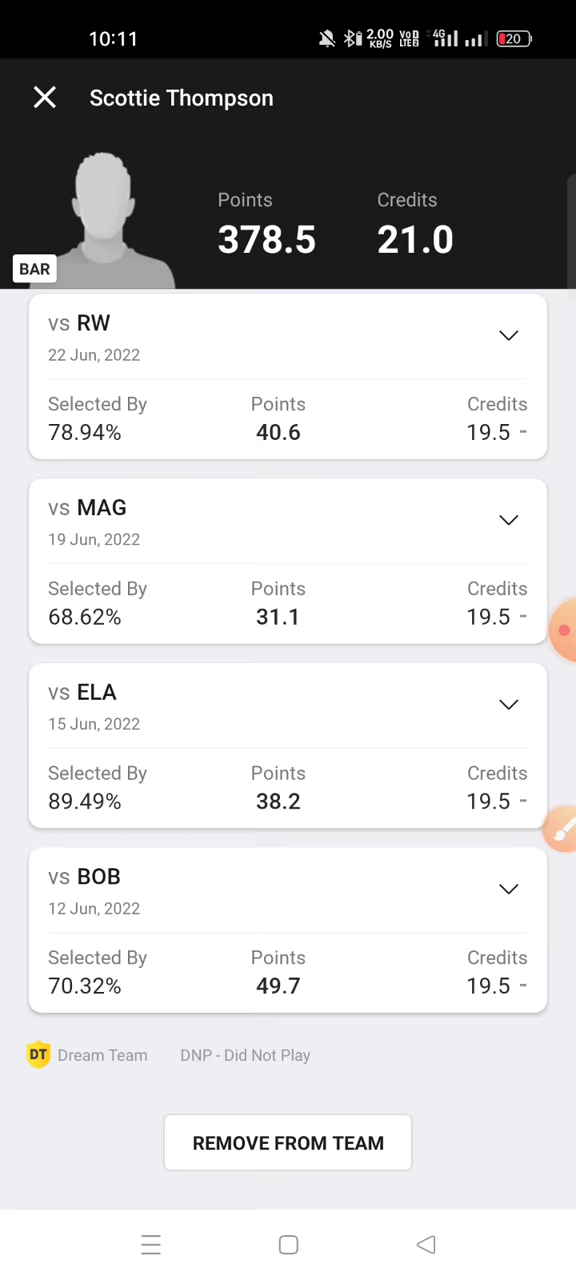 10:11
2.00 KB/S
VoD LTE2
4G
20
Scottie Thompson
Points
Credits
378.5
21.0
BAR
vs RW
22 Jun, 2022
Selected By
Points
Credits
78.94%
40.6
19.5 -
vs MAG
19 Jun, 2022
Selected By
Points
Credits
68.62%
31.1
19.5 -
vs ELA
15 Jun, 2022
Selected By
Points
Credits
89.49%
38.2
19.5 -
vs BOB
12 Jun, 2022
Selected By
Points
Credits
70.32%
49.7
19.5 -
DT Dream Team
DNP - Did Not Play
REMOVE FROM TEAM